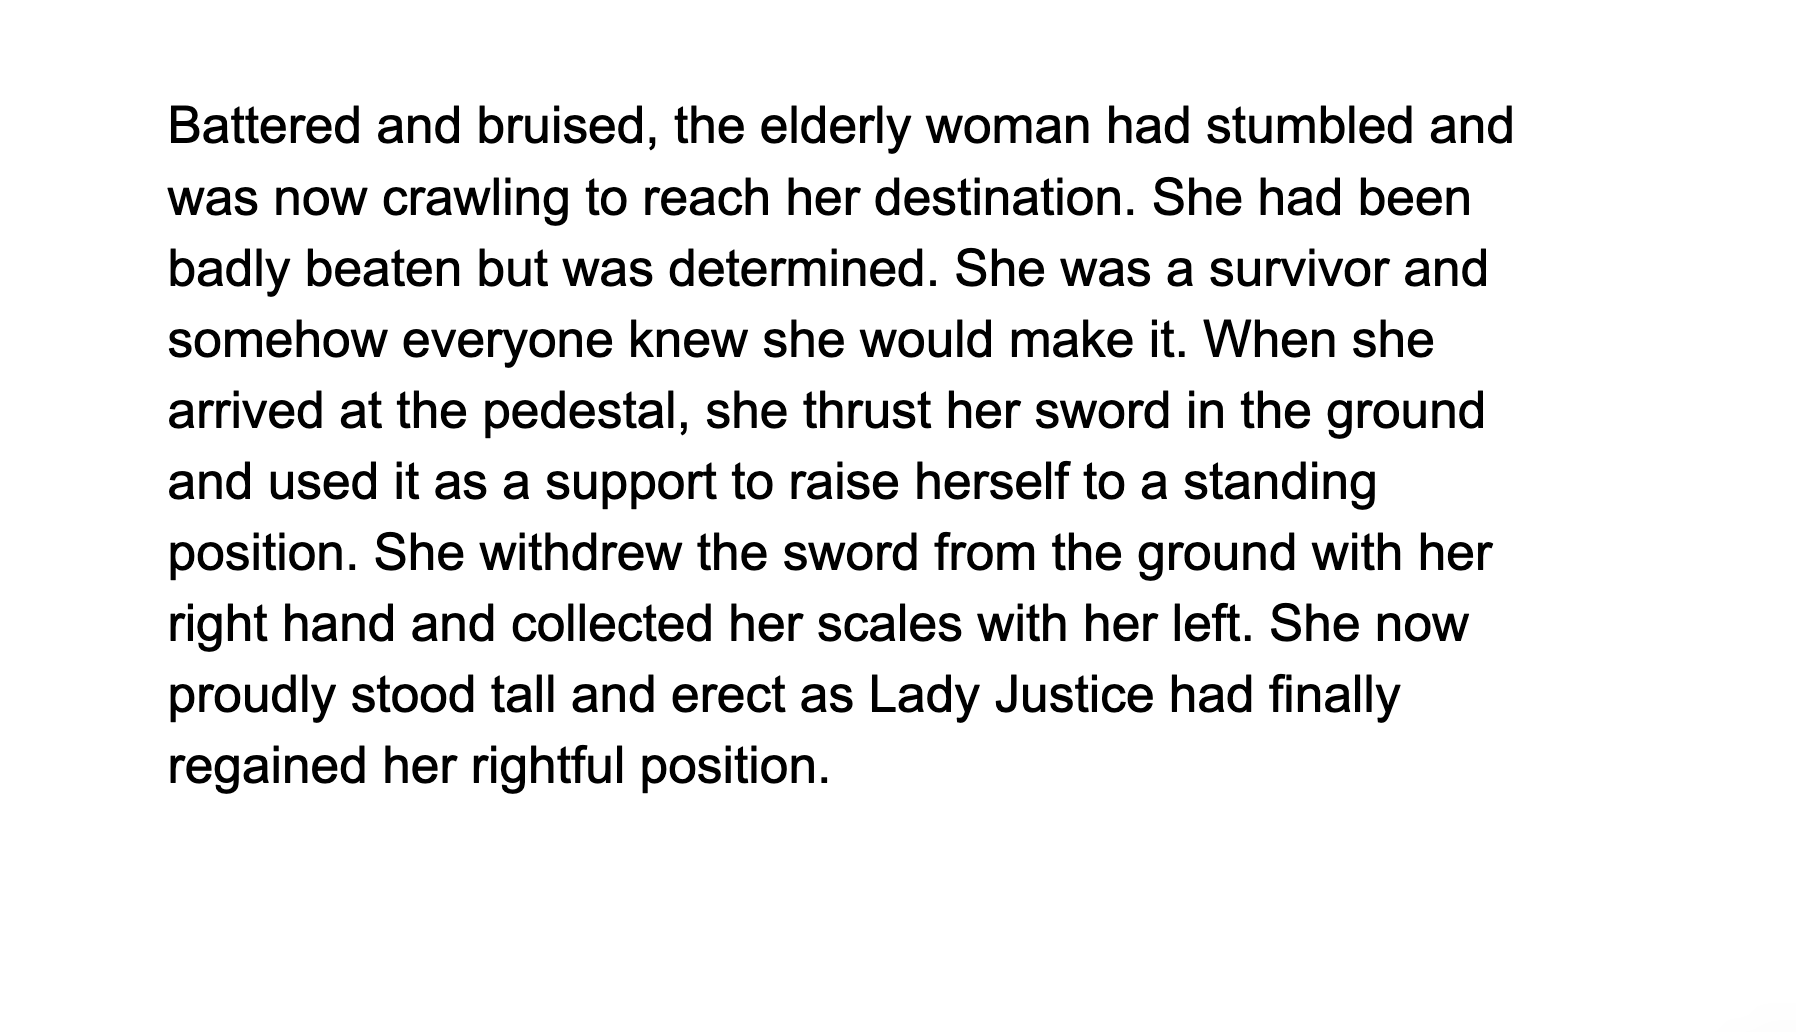 Battered and bruised, the elderly woman had stumbled and
was now crawling to reach her destination. She had been
badly beaten but was determined. She was a survivor and
somehow everyone knew she would make it. When she
arrived at the pedestal, she thrust her sword in the ground
and used it as a support to raise herself to a standing
position. She withdrew the sword from the ground with her
right hand and collected her scales with her left. She now
proudly stood tall and erect as Lady Justice had finally
regained her rightful position.